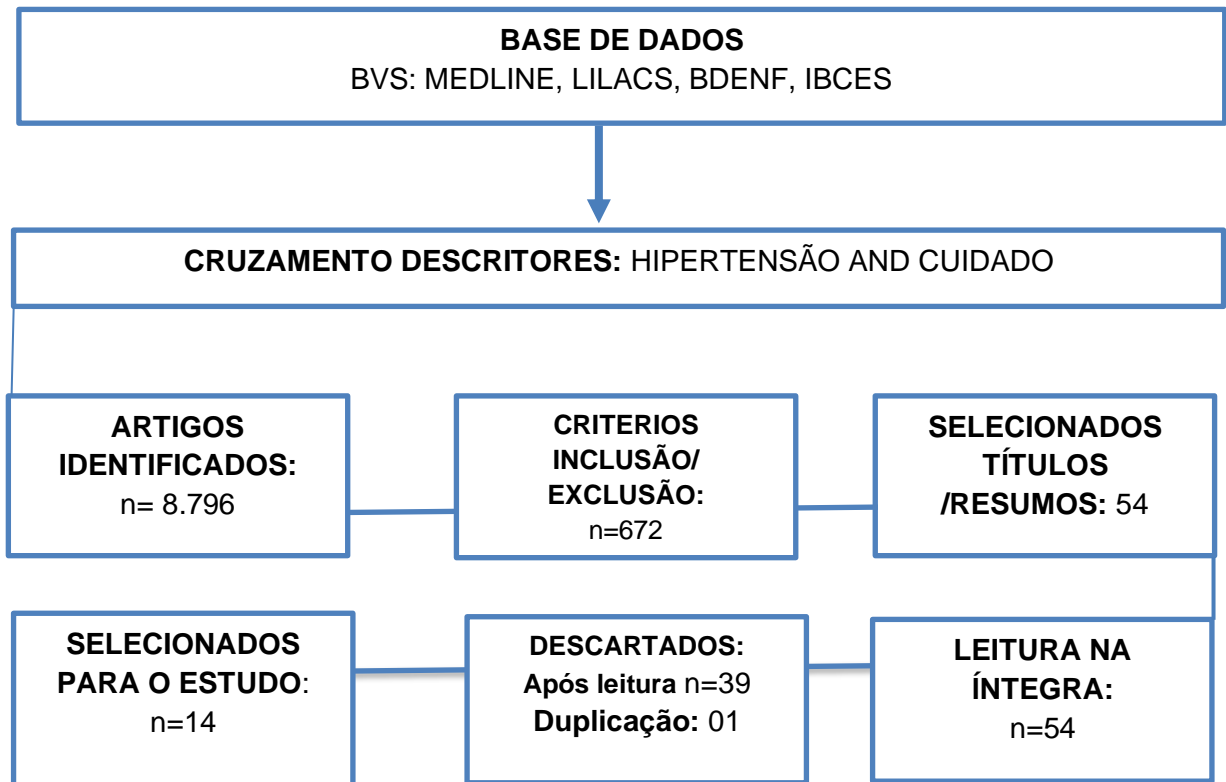 BASE DE DADOS
BVS: MEDLINE, LILACS, BDENF, IBCES
CRUZAMENTO DESCRITORES: HIPERTENSÃO AND CUIDADO
ARTIGOS
IDENTIFICADOS:
n= 8.796
CRITERIOS
INCLUSÃO/
EXCLUSÃO:
n=672
SELECIONADOS
TÍTULOS
/RESUMOS: 54
SELECIONADOS
PARA O ESTUDO:
n=14
DESCARTADOS:
Após leitura n=39
Duplicação: 01
LEITURA NA
ÍNTEGRA:
n=54